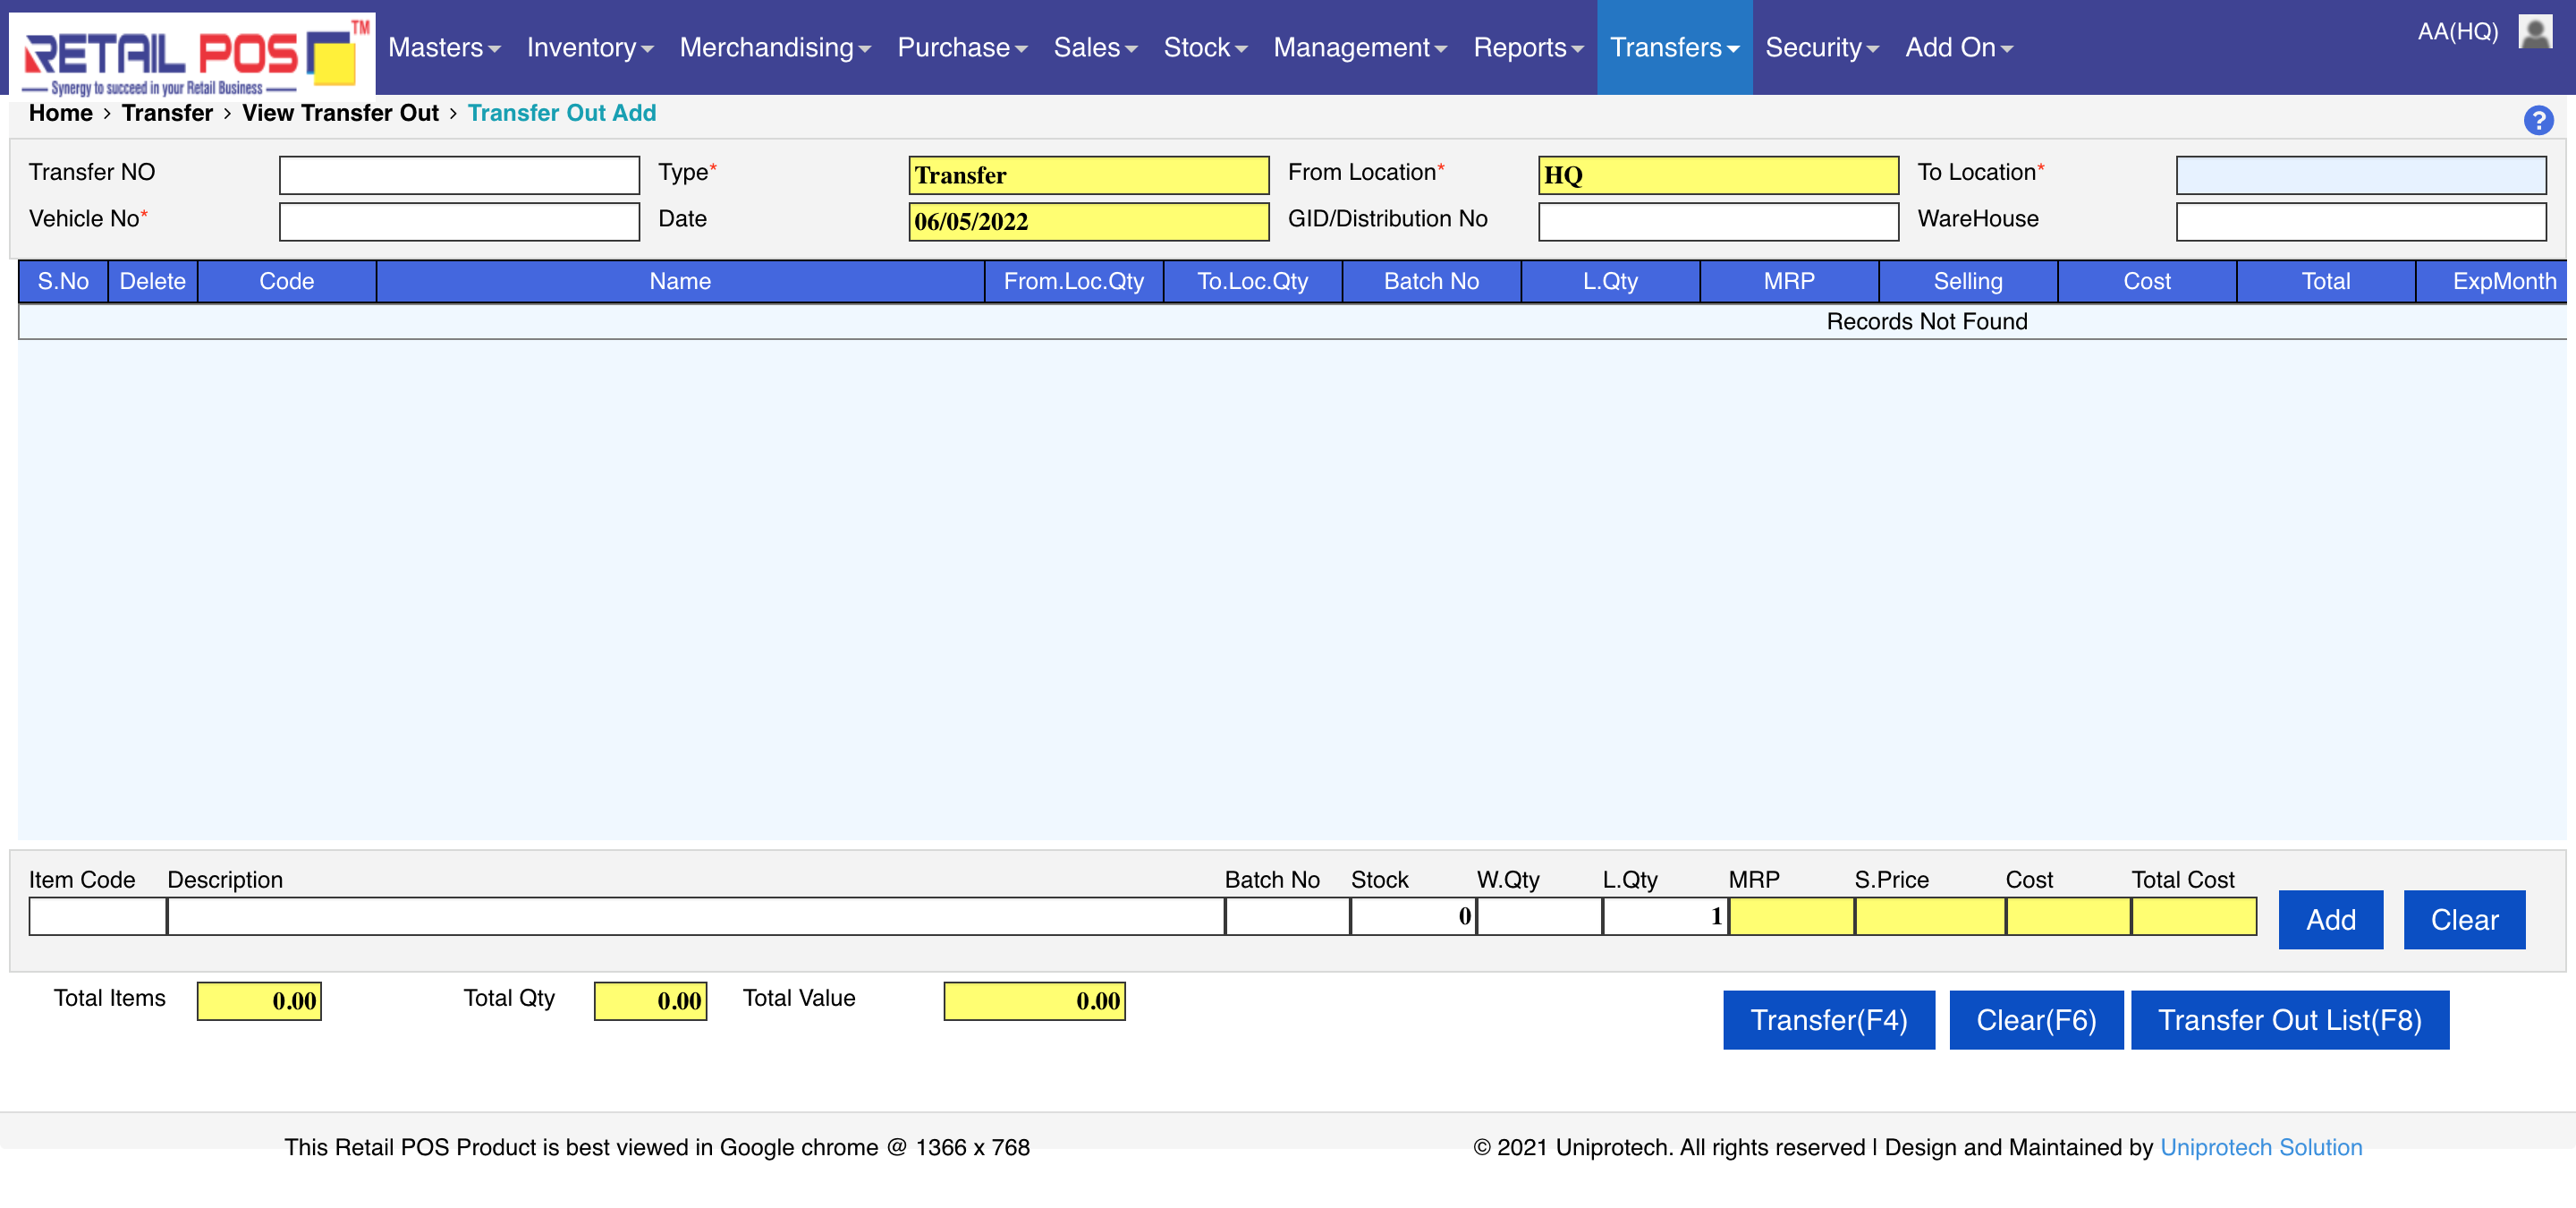 RETAIL POS TM
Synergy to succeed in your Retail Business
Masters Inventory Merchandising Purchase Sales Stock Management Reports Transfers Security Add On AA(HQ)
Home > Transfer > View Transfer Out > Transfer Out Add ?
Transfer NO Type* Transfer From Location* HQ To Location*
Vehicle No* Date 06/05/2022 GID/Distribution No WareHouse
S.No Delete Code Name From.Loc.Qty To.Loc.Qty Batch No L.Qty MRP Selling Cost Total ExpMonth
Records Not Found
Item Code Description Batch No Stock W.Qty L.Qty MRP S.Price Cost Total Cost
0 1 Add Clear
Total Items 0.00 Total Qty 0.00 Total Value 0.00
Transfer(F4) Clear(F6) Transfer Out List(F8)
This Retail POS Product is best viewed in Google chrome @ 1366 x 768 © 2021 Uniprotech. All rights reserved | Design and Maintained by Uniprotech Solution